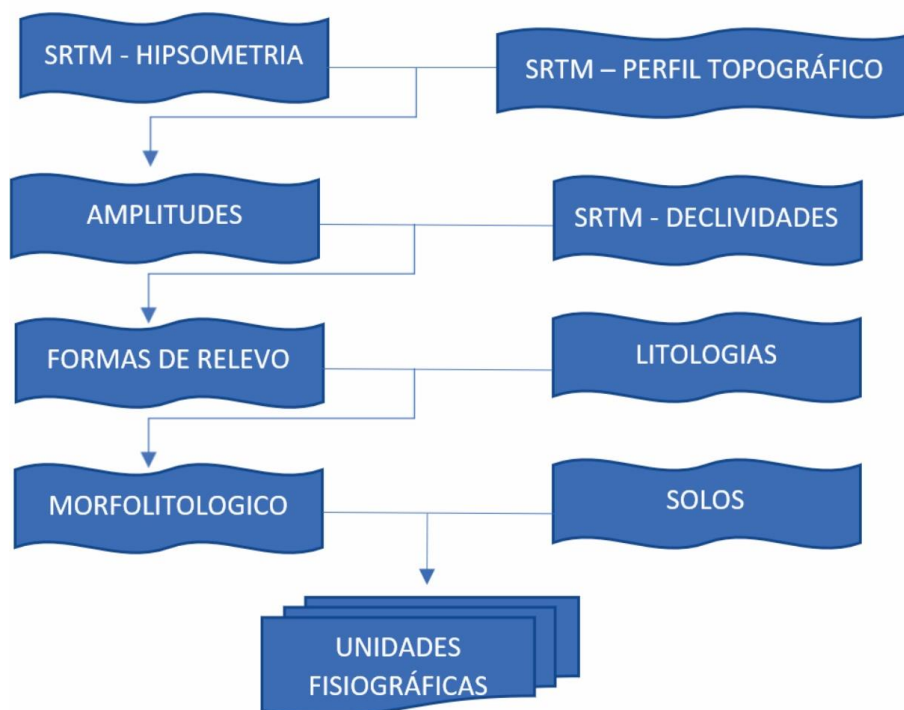 SRTM - HIPSOMETRIA
SRTM – PERFIL TOPOGRÁFICO
AMPLITUDES
SRTM - DECLIVIDADES
FORMAS DE RELEVO
LITOLOGIAS
MORFOLITOLOGICO
SOLOS
UNIDADES
FISIOGRÁFICAS